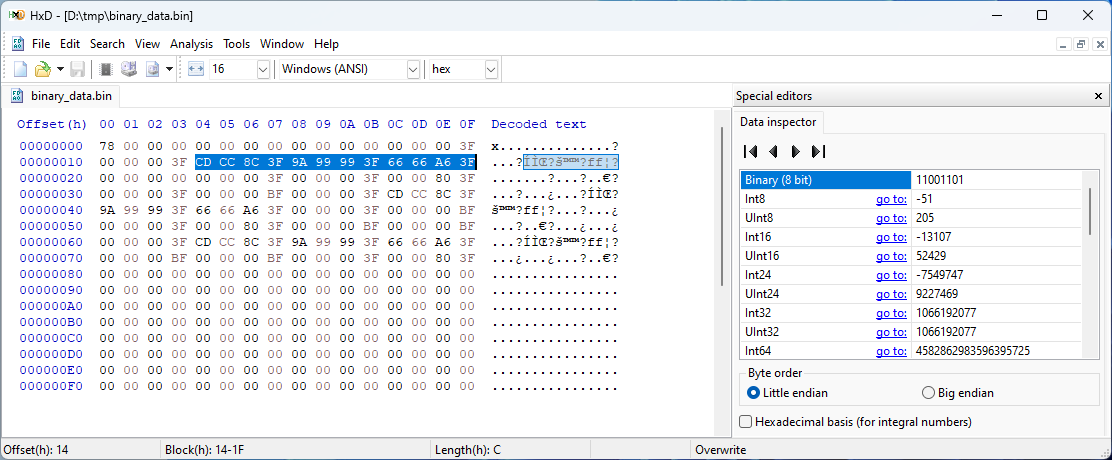 HxD - [D:\tmp\binary_data.bin]
File Edit Search View Analysis Tools Window Help
16 Windows (ANSI) hex
binary_data.bin
Offset(h) 00 01 02 03 04 05 06 07 08 09 0A 0B 0C 0D 0E 0F Decoded text
00000000 78 00 00 00 00 00 00 00 00 00 00 00 00 00 00 3F x..............?
00000010 00 00 00 3F CD CC 8C 3F 9A 99 99 3F 66 66 A6 3F ...?ÍÌŒ?š™™?ff¦?
00000020 00 00 00 00 00 00 00 3F 00 00 00 3F 00 00 80 3F .......?...?..€?
00000030 00 00 00 3F 00 00 00 BF 00 00 00 3F CD CC 8C 3F ...?...¿...?ÍÌŒ?
00000040 9A 99 99 3F 66 66 A6 3F 00 00 00 3F 00 00 00 BF š™™?ff¦?...?...¿
00000050 00 00 00 3F 00 00 80 3F 00 00 00 BF 00 00 00 BF ...?..€?...¿...¿
00000060 00 00 00 3F CD CC 8C 3F 9A 99 99 3F 66 66 A6 3F ...?ÍÌŒ?š™™?ff¦?
00000070 00 00 00 BF 00 00 00 BF 00 00 00 3F 00 00 80 3F ...¿...¿...?..€?
00000080 00 00 00 00 00 00 00 00 00 00 00 00 00 00 00 00 ................
00000090 00 00 00 00 00 00 00 00 00 00 00 00 00 00 00 00 ................
000000A0 00 00 00 00 00 00 00 00 00 00 00 00 00 00 00 00 ................
000000B0 00 00 00 00 00 00 00 00 00 00 00 00 00 00 00 00 ................
000000C0 00 00 00 00 00 00 00 00 00 00 00 00 00 00 00 00 ................
000000D0 00 00 00 00 00 00 00 00 00 00 00 00 00 00 00 00 ................
000000E0 00 00 00 00 00 00 00 00 00 00 00 00 00 00 00 00 ................
000000F0 00 00 00 00 00 00 00 00 00 00 00 00 00 00 00 00 ................
Special editors
Data inspector
Binary (8 bit) 11001101
Int8 go to: -51
UInt8 go to: 205
Int16 go to: -13107
UInt16 go to: 52429
Int24 go to: -7549747
UInt24 go to: 9227469
Int32 go to: 1066192077
UInt32 go to: 1066192077
Int64 go to: 4582862983596395725
Byte order
Little endian Big endian
Hexadecimal basis (for integral numbers)
Offset(h): 14 Block(h): 14-1F Length(h): C Overwrite